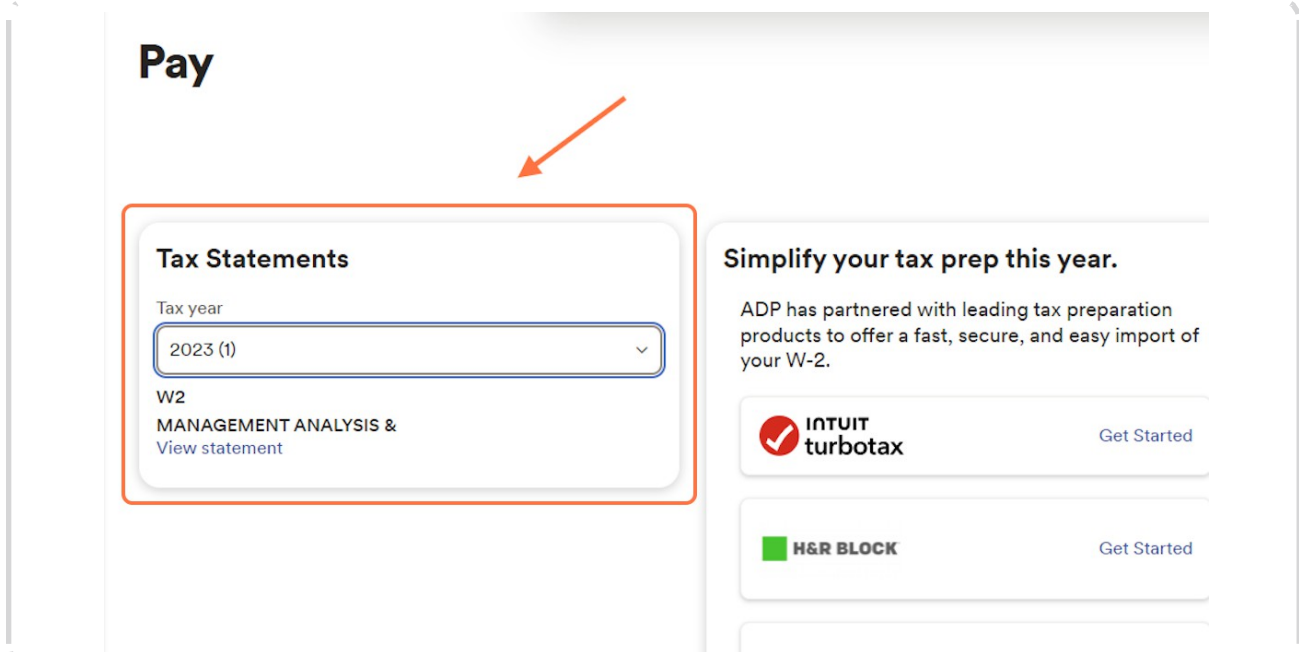 Pay
Tax Statements
Tax year
2023 (1)
W2
MANAGEMENT ANALYSIS &
View statement
Simplify your tax prep this year.
ADP has partnered with leading tax preparation
products to offer a fast, secure, and easy import of
your W-2.
INTUIT
turbotax
Get Started
H&R BLOCK
Get Started